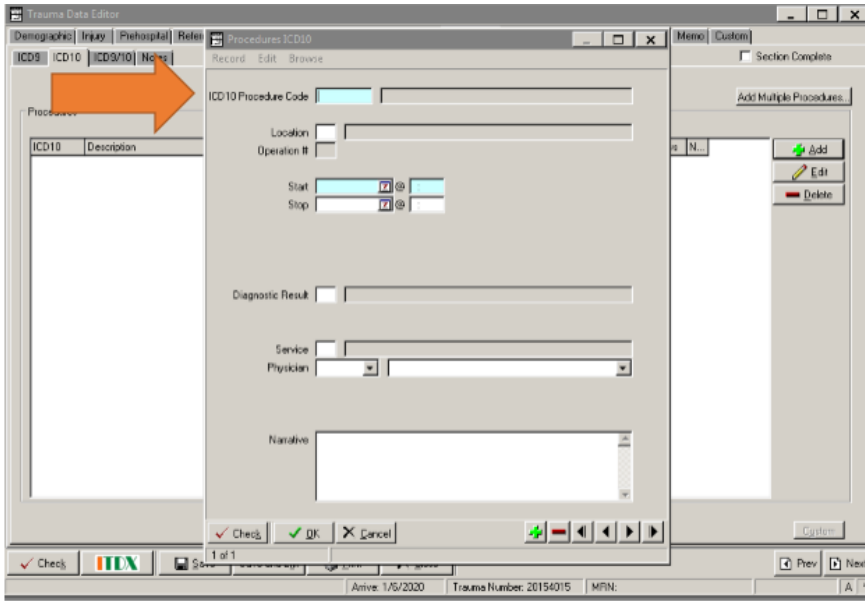 Trauma Data Editor
Demographic Injury Prehospital
Memo Custom
ICD9 ICD10 ICD9/10 Notes
Section Complete
Add Multiple Procedures...
ICD10 Description
Add
Edit
Delete
Procedures ICD10
Record Edit Browse
ICD10 Procedure Code
Location
Operation #
Start @ :
Stop @ :
Diagnostic Result
Service
Physician
Narrative
Check OK Cancel
1 of 1
Custom
Check ITDX
Prev Next
Arrive: 1/6/2020 Trauma Number: 20154015 MRN:
A